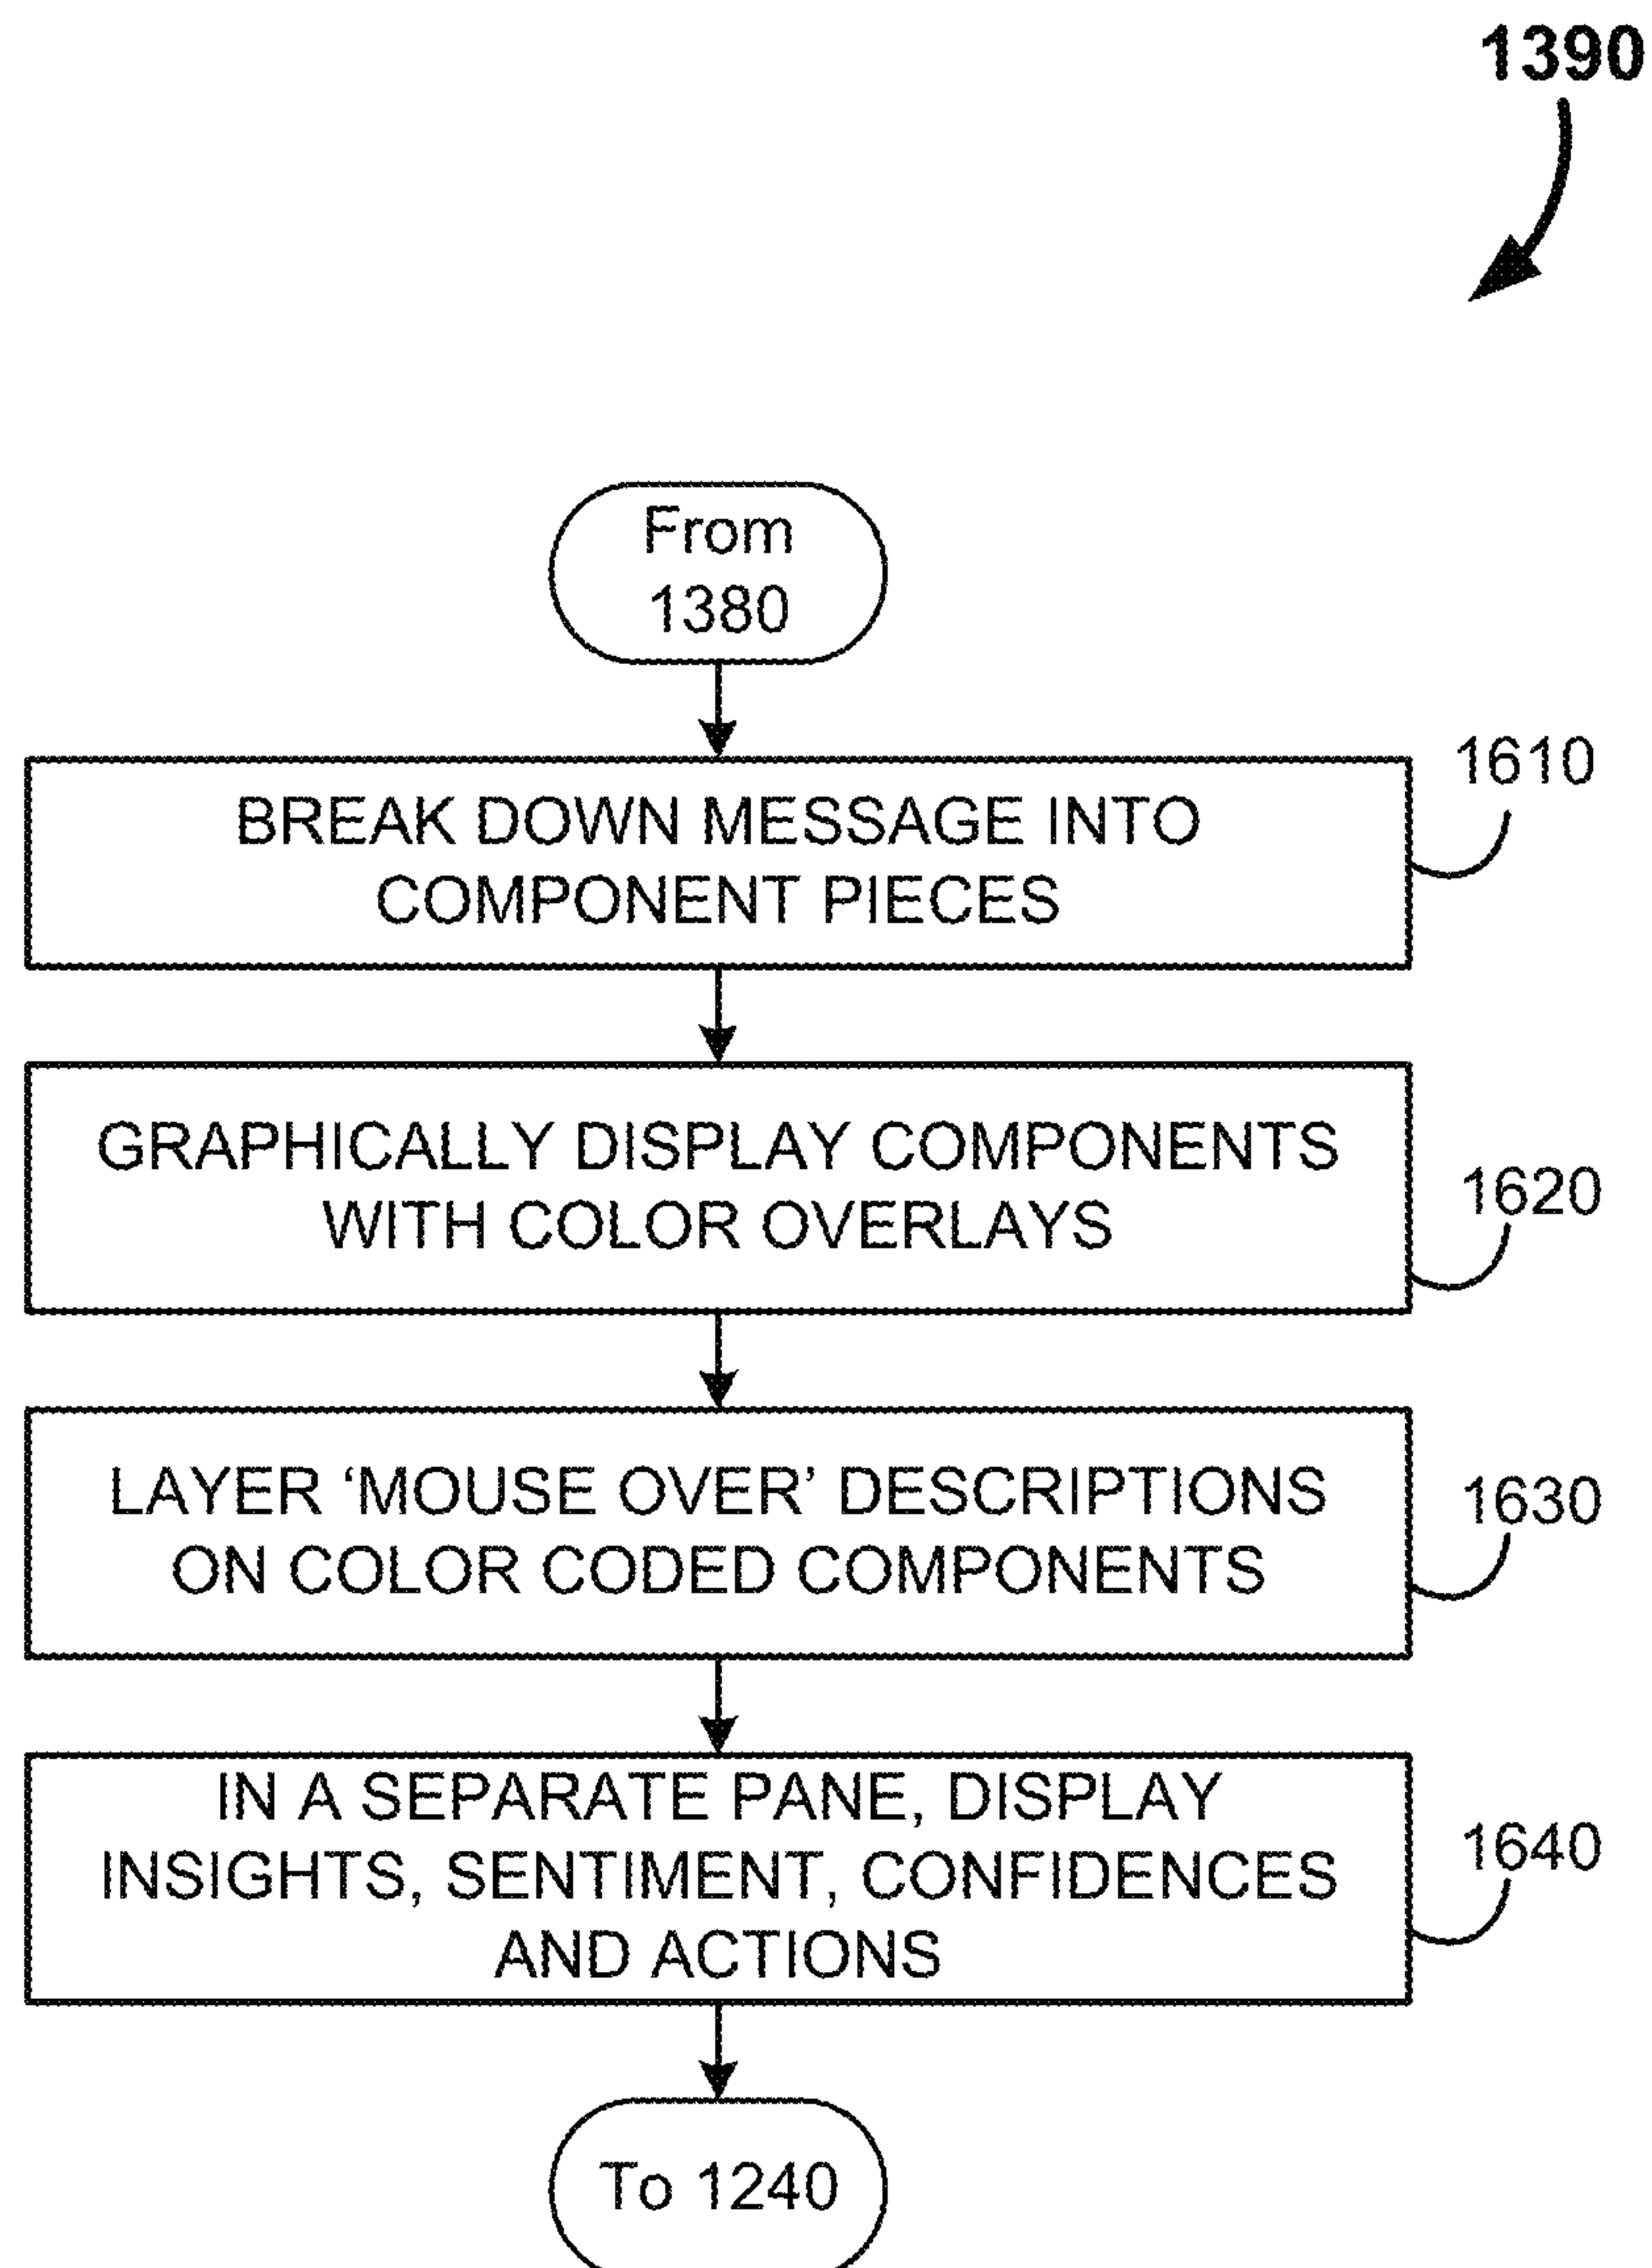 1390
From
1380
BREAK DOWN MESSAGE INTO
COMPONENT PIECES
1610
GRAPHICALLY DISPLAY COMPONENTS
WITH COLOR OVERLAYS
1620
LAYER ‘MOUSE OVER’ DESCRIPTIONS
ON COLOR CODED COMPONENTS
1630
IN A SEPARATE PANE, DISPLAY
INSIGHTS, SENTIMENT, CONFIDENCES
AND ACTIONS
1640
To 1240